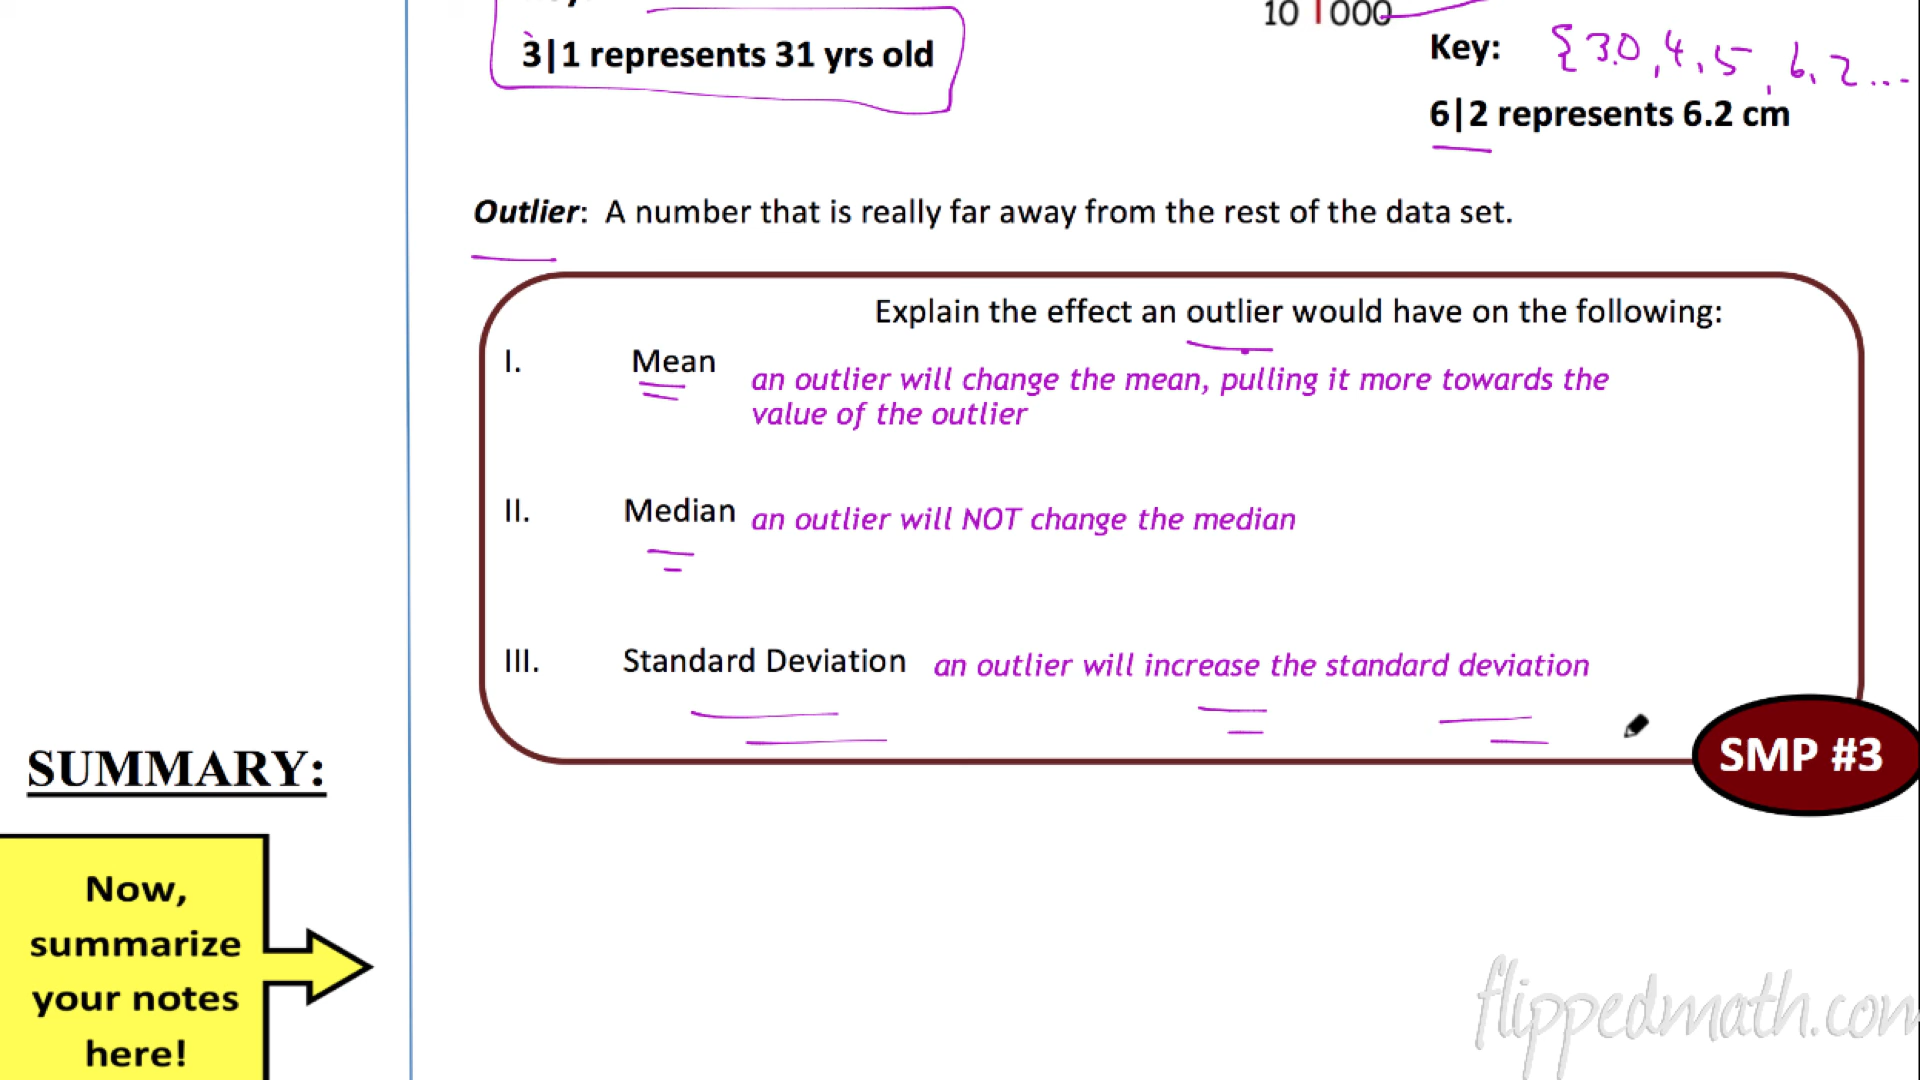 10 | 000
3|1 represents 31 yrs old
Key: {3.0, 4, 5, 6, 2...
6|2 represents 6.2 cm
Outlier: A number that is really far away from the rest of the data set.
Explain the effect an outlier would have on the following:
I. Mean an outlier will change the mean, pulling it more towards the
value of the outlier
II. Median an outlier will NOT change the median
III. Standard Deviation an outlier will increase the standard deviation
SMP #3
SUMMARY:
Now,
summarize
your notes
here!
flippedmath.com